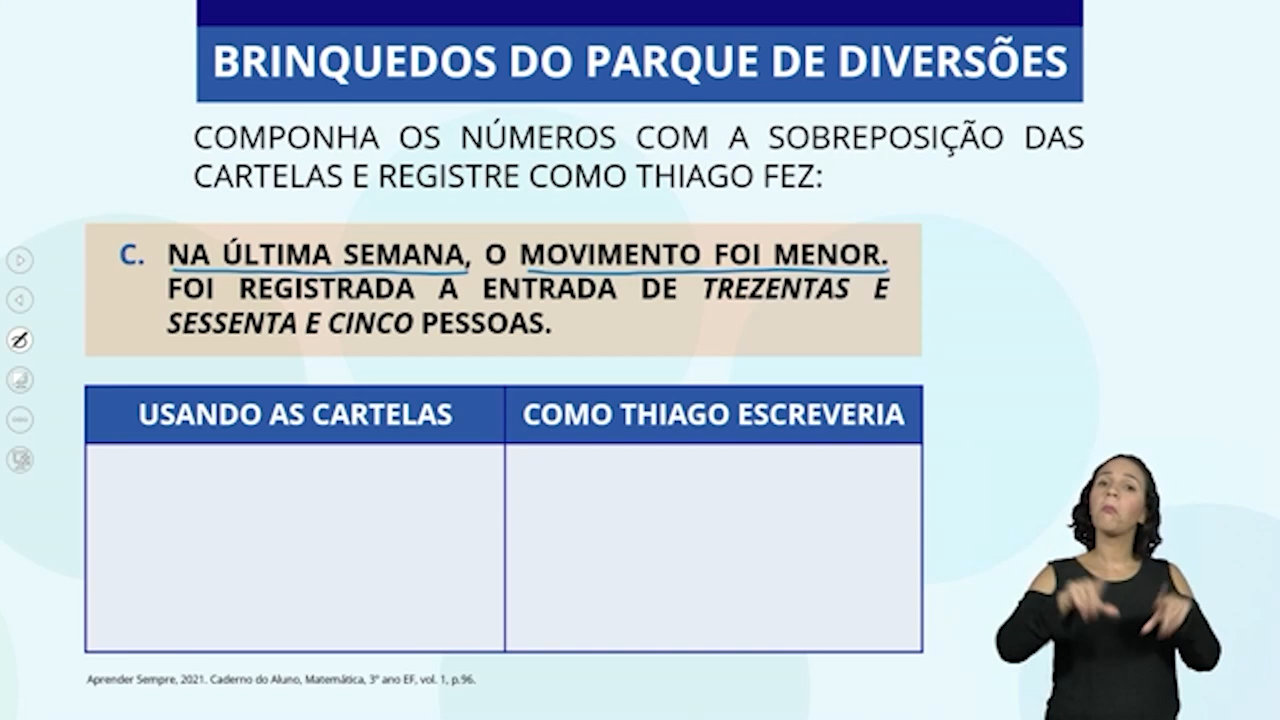 BRINQUEDOS DO PARQUE DE DIVERSÕES
COMPONHA OS NÚMEROS COM A SOBREPOSIÇÃO DAS
CARTELAS E REGISTRE COMO THIAGO FEZ:
C. NA ÚLTIMA SEMANA, O MOVIMENTO FOI MENOR.
FOI REGISTRADA A ENTRADA DE TREZENTAS E
SESSENTA E CINCO PESSOAS.
USANDO AS CARTELAS
COMO THIAGO ESCREVERIA
Aprender Sempre, 2021. Caderno do Aluno, Matemática, 3º ano EF, vol. 1, p.96.